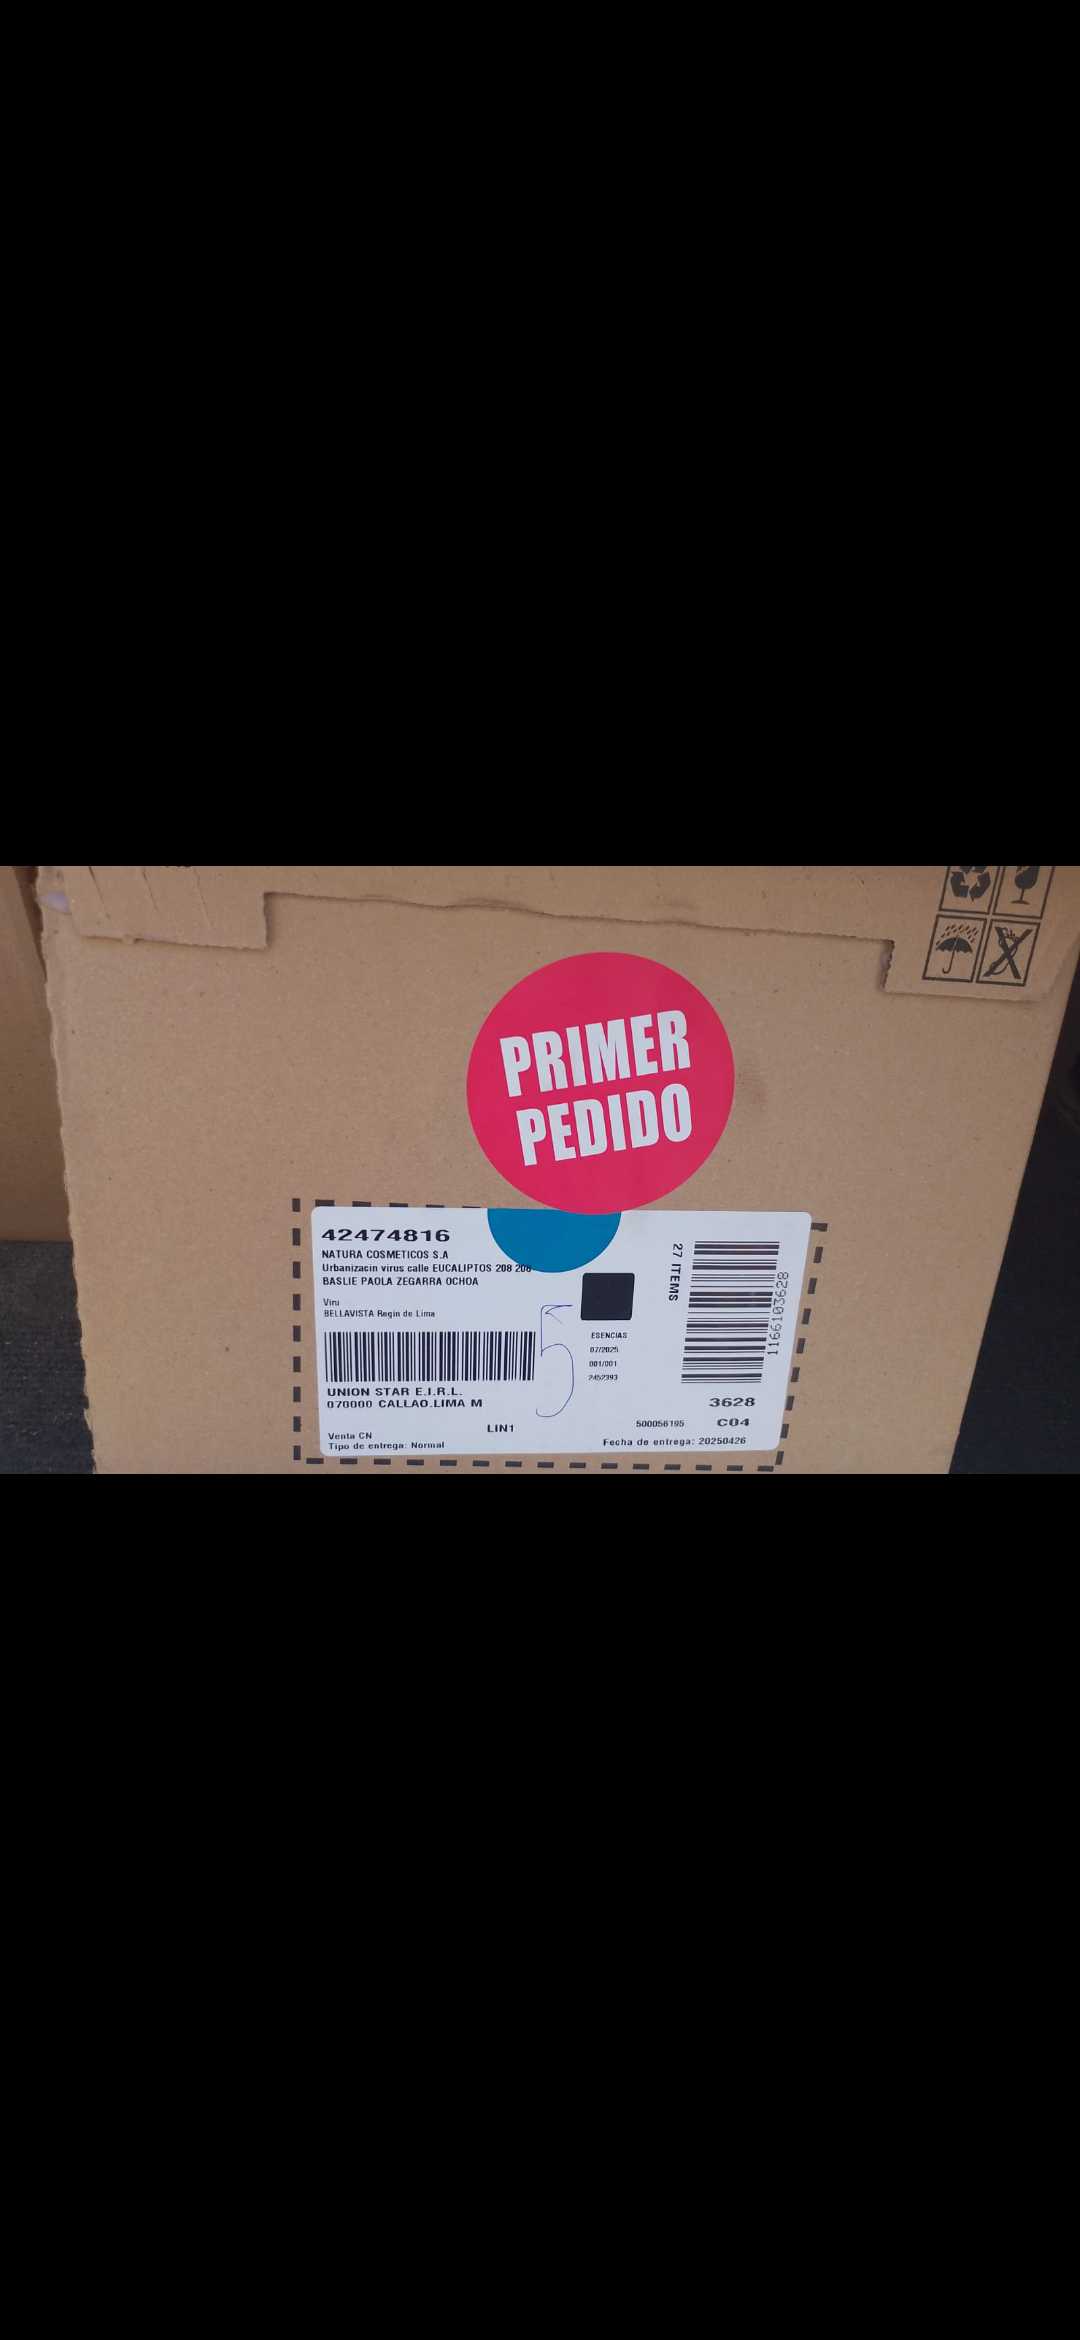 PRIMER
PEDIDO
42474816
NATURA COSMETICOS S.A
Urbanizacin virus calle EUCALIPTOS 208 208
BASLIE PAOLA ZEGARRA OCHOA
Viru
BELLAVISTA Regin de Lima
UNION STAR E.I.R.L.
070000 CALLAO.LIMA M
LIN1
Venta CN
Tipo de entrega: Normal
5
ESENCIAS
07/2025
001/001
2452393
27 ITEMS
1166103628
3628
500056195 C04
Fecha de entrega: 20250426